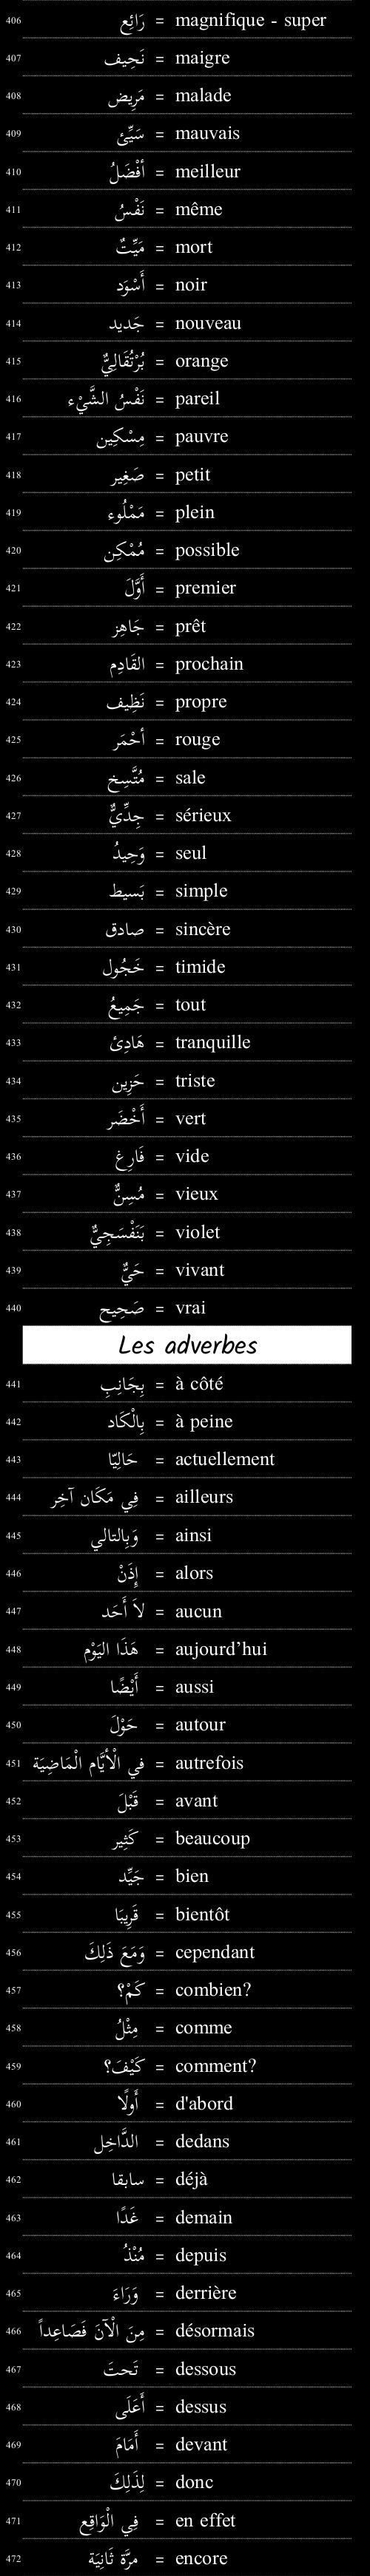 406 رَائِع = magnifique - super
407 نَحِيف = maigre
408 مَرِيض = malade
409 سَيِّئ = mauvais
410 أفْضَلُ = meilleur
411 نَفْسُ = même
412 مَيِّتٌ = mort
413 أَسْوَد = noir
414 جَديد = nouveau
415 بُرْتُقَالِيٌّ = orange
416 نَفْسُ الشَّيْء = pareil
417 مِسْكِين = pauvre
418 صَغِير = petit
419 مَمْلُوء = plein
420 مُمْكِن = possible
421 أَوَّلَ = premier
422 جَاهِز = prêt
423 القَادِم = prochain
424 نَظِيف = propre
425 أحْمَر = rouge
426 مُتَّسِخ = sale
427 جِدِّيٌّ = sérieux
428 وَحِيدُ = seul
429 بَسيط = simple
430 صادق = sincère
431 خَجُول = timide
432 جَمِيعُ = tout
433 هَادِئ = tranquille
434 حَزِين = triste
435 أَخْضَر = vert
436 فَارِغ = vide
437 مُسِنٌّ = vieux
438 بَنَفْسَجِيٌّ = violet
439 حَيٌّ = vivant
440 صَحِيح = vrai
Les adverbes
441 بِجَانِبِ = à côté
442 بِالْكَاد = à peine
443 حَالِيّا = actuellement
444 فِي مَكَان آخِر = ailleurs
445 وَبِالتالي = ainsi
446 إِذَنْ = alors
447 لاَ أَحَد = aucun
448 هَذَا اليَوْم = aujourd’hui
449 أَيْضًا = aussi
450 حَوْلَ = autour
451 في الْأيَّام الْمَاضِيَة = autrefois
452 قَبْلَ = avant
453 كَثِير = beaucoup
454 جَيِّد = bien
455 قَرِيبَا = bientôt
456 وَمَعَ ذَلِكَ = cependant
457 كَمْ؟ = combien?
458 مِثْلُ = comme
459 كَيْفَ؟ = comment?
460 أَولًا = d'abord
461 الدَّاخِل = dedans
462 سابقا = déjà
463 غَدًا = demain
464 مُنْذُ = depuis
465 وَرَاءَ = derrière
466 مِنَ الْآنَ فَصَاعِداً = désormais
467 تَحتَ = dessous
468 أَعَلَى = dessus
469 أَمَامَ = devant
470 لِذَلِكَ = donc
471 فِي الْوَاقِع = en effet
472 مرَّة ثَانِيَة = encore